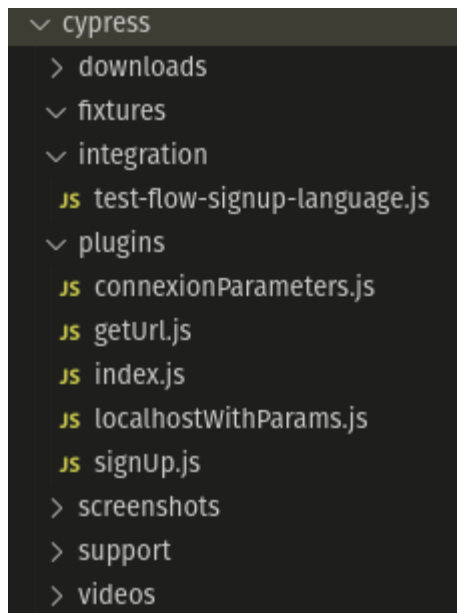 cypress
downloads
fixtures
integration
JS test-flow-signup-language.js
plugins
JS connexionParameters.js
JS getUrl.js
JS index.js
JS localhostWithParams.js
JS signUp.js
screenshots
support
videos